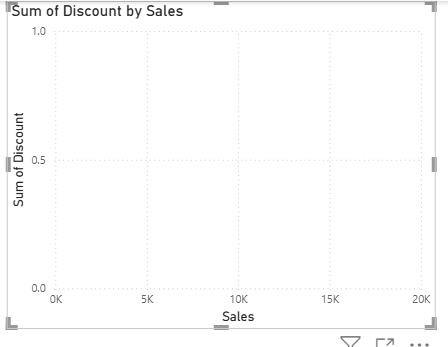 Sum of Discount by Sales
1.0
0.5
0.0
Sum of Discount
0K 5K 10K 15K 20K
Sales